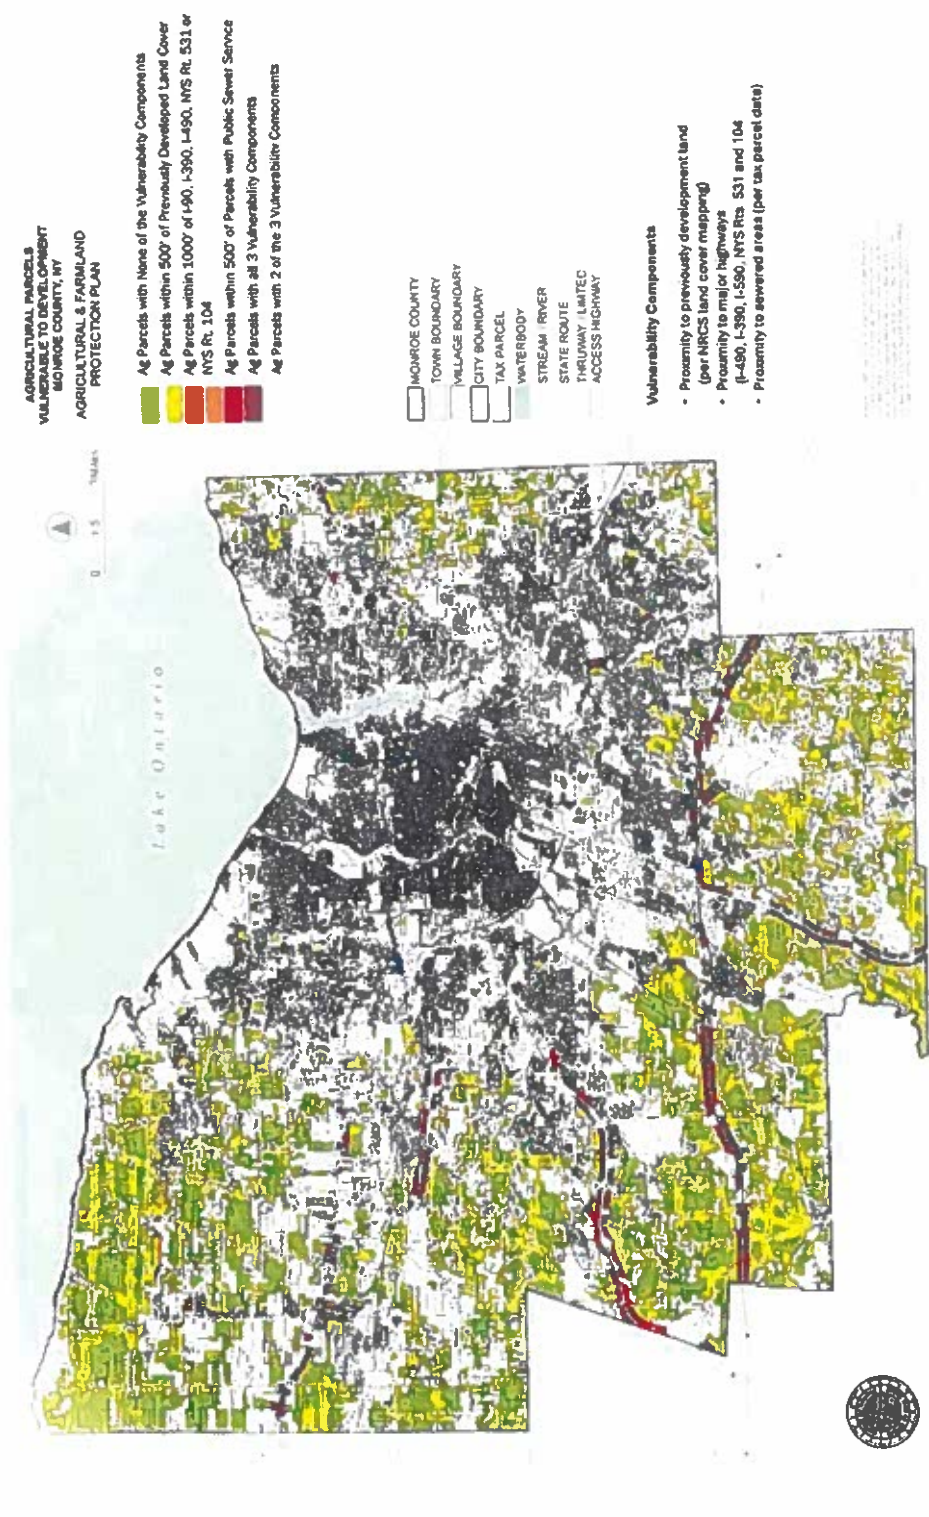 AGRICULTURAL PARCELS
VULNERABLE TO DEVELOPMENT
MONROE COUNTY, NY
AGRICULTURAL & FARMLAND
PROTECTION PLAN
Ag Parcels with None of the Vulnerability Components
Ag Parcels within 500' of Previously Developed Land Cover
Ag Parcels within 1000' of I-90, I-390, I-490, NYS Rt. 531 or
NYS Rt. 104
Ag Parcels within 500' of Parcels with Public Sewer Service
Ag Parcels with all 3 Vulnerability Components
Ag Parcels with 2 of the 3 Vulnerability Components
MONROE COUNTY
TOWN BOUNDARY
VILLAGE BOUNDARY
CITY BOUNDARY
TAX PARCEL
WATERBODY
STREAM / RIVER
STATE ROUTE
THRUWAY / LIMITED
ACCESS HIGHWAY
Vulnerability Components
• Proximity to previously development land
(per NRCS land cover mapping)
• Proximity to major highways
(I-490, I-390, I-590, NYS Rts. 531 and 104
• Proximity to sewered areas (per tax parcel data)
0 1.5
Lake Ontario